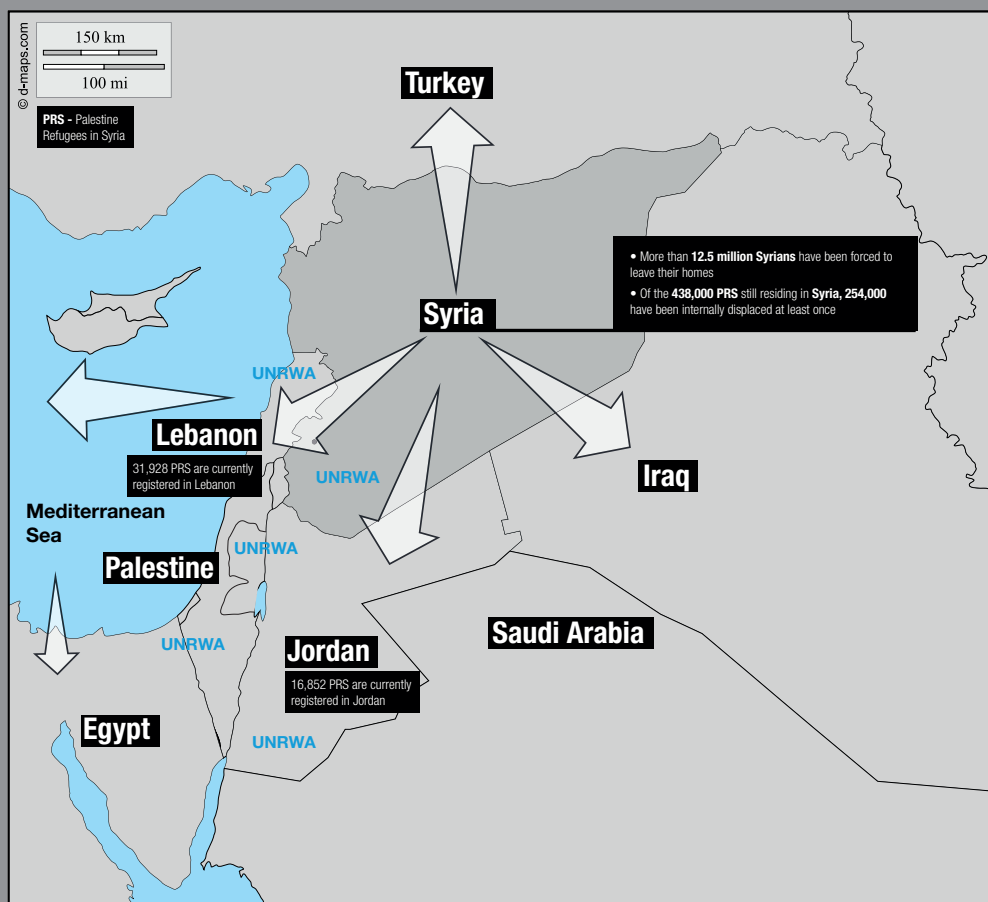 © d-maps.com
150 km
100 mi
PRS - Palestine
Refugees in Syria
Turkey
• More than 12.5 million Syrians have been forced to
leave their homes
• Of the 438,000 PRS still residing in Syria, 254,000
have been internally displaced at least once
Syria
UNRWA
Lebanon
31,928 PRS are currently
registered in Lebanon
UNRWA
Iraq
Mediterranean
Sea
UNRWA
Palestine
UNRWA
Saudi Arabia
Jordan
16,852 PRS are currently
registered in Jordan
Egypt
UNRWA